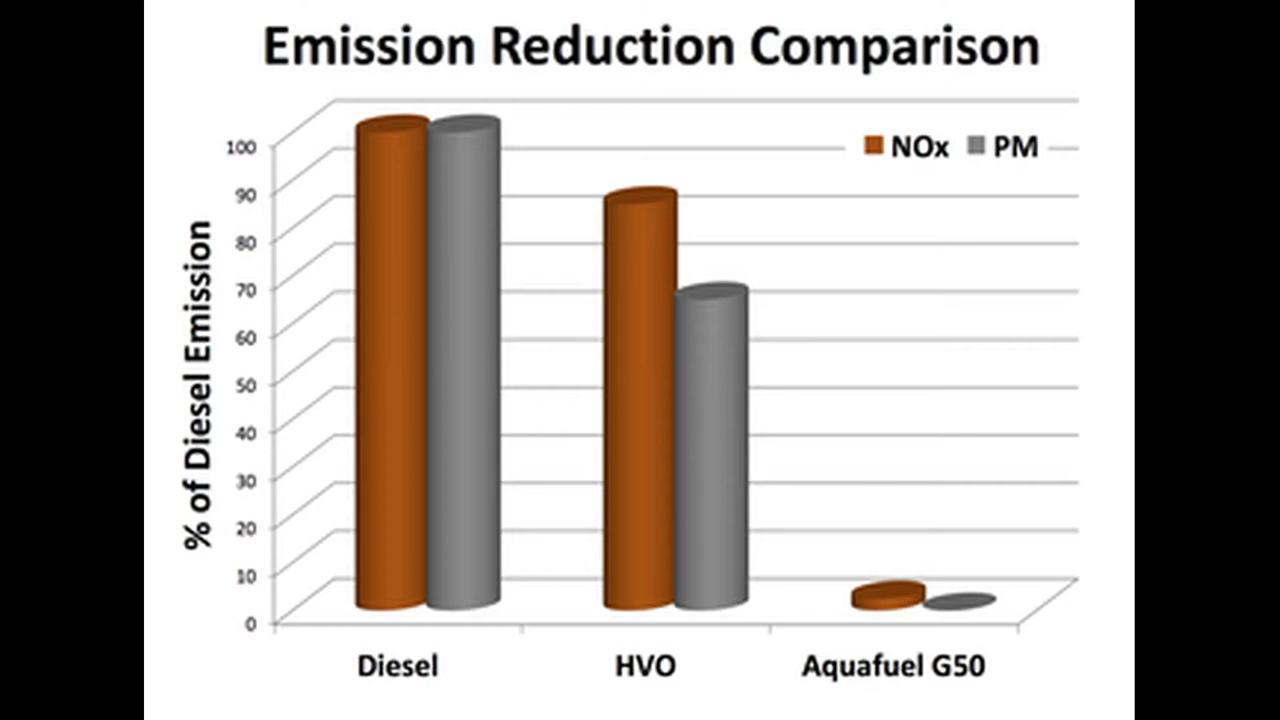 Emission Reduction Comparison
NOx PM
% of Diesel Emission
100
90
80
70
60
50
40
30
20
10
0
Diesel HVO Aquafuel G50